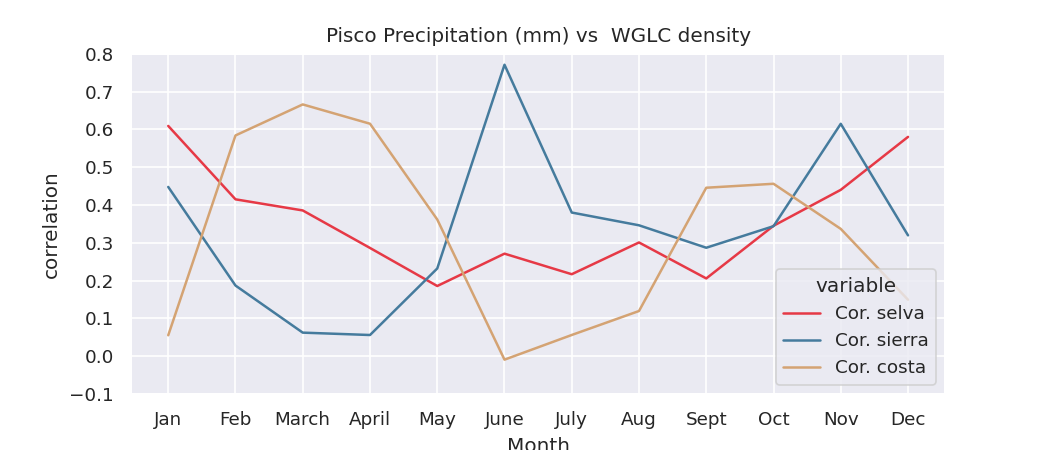 Pisco Precipitation (mm) vs  WGLC density
correlation
0.8
0.7
0.6
0.5
0.4
0.3
0.2
0.1
0.0
−0.1
variable
Cor. selva
Cor. sierra
Cor. costa
Jan Feb March April May June July Aug Sept Oct Nov Dec
Month